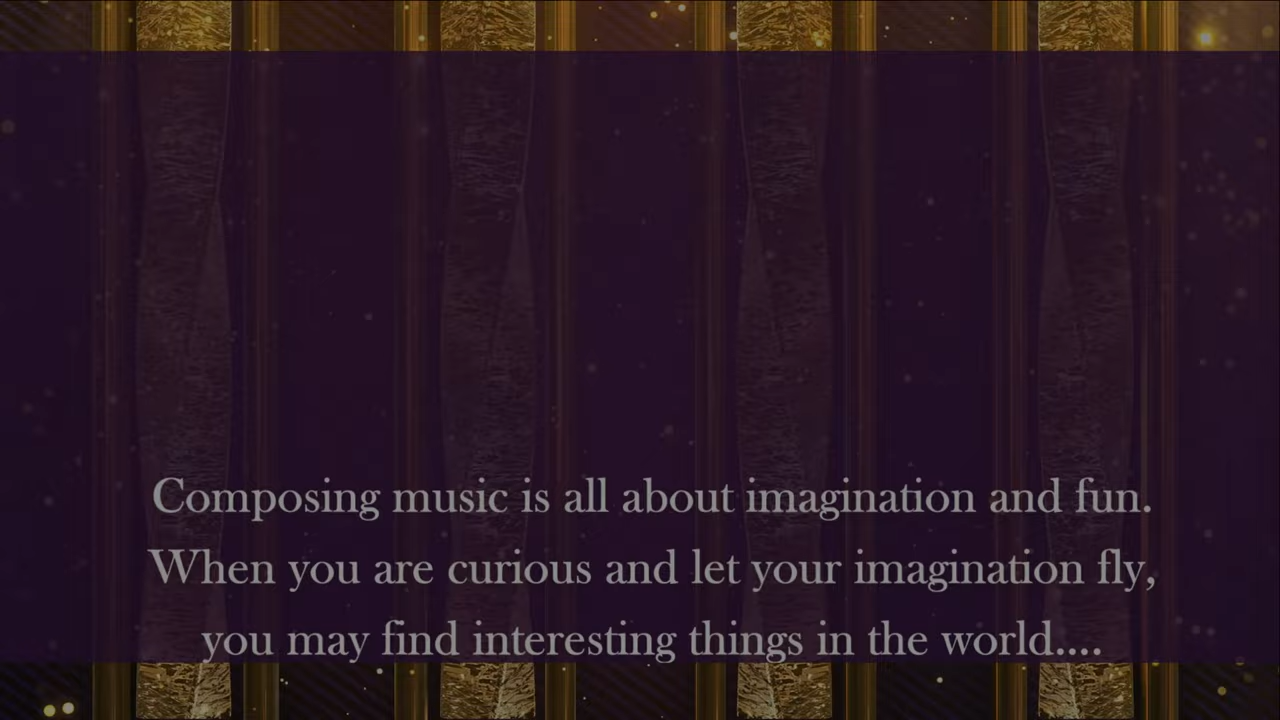 Composing music is all about imagination and fun.
When you are curious and let your imagination fly,
you may find interesting things in the world....